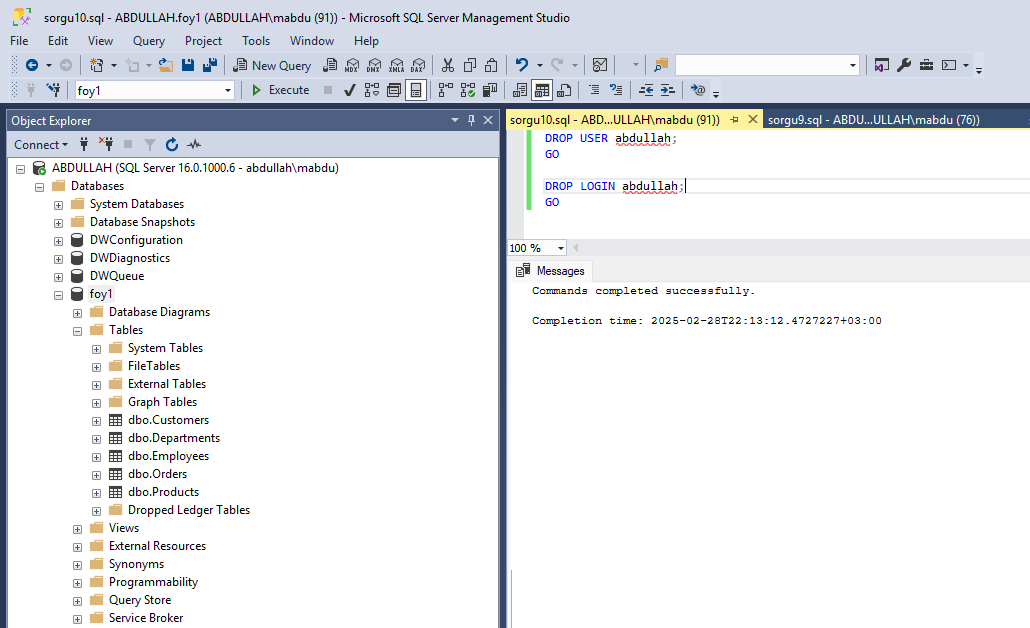 sorgu10.sql - ABDULLAH.foy1 (ABDULLAH\mabdu (91)) - Microsoft SQL Server Management Studio
File Edit View Query Project Tools Window Help
New Query MDX DMX XMLA DAX
foy1 Execute
Object Explorer
Connect
ABDULLAH (SQL Server 16.0.1000.6 - abdullah\mabdu)
Databases
System Databases
Database Snapshots
DWConfiguration
DWDiagnostics
DWQueue
foy1
Database Diagrams
Tables
System Tables
FileTables
External Tables
Graph Tables
dbo.Customers
dbo.Departments
dbo.Employees
dbo.Orders
dbo.Products
Dropped Ledger Tables
Views
External Resources
Synonyms
Programmability
Query Store
Service Broker
sorgu10.sql - ABD...ULLAH\mabdu (91)) sorgu9.sql - ABDU...ULLAH\mabdu (76))
DROP USER abdullah;
GO
DROP LOGIN abdullah;
GO
100 %
Messages
Commands completed successfully.
Completion time: 2025-02-28T22:13:12.4727227+03:00